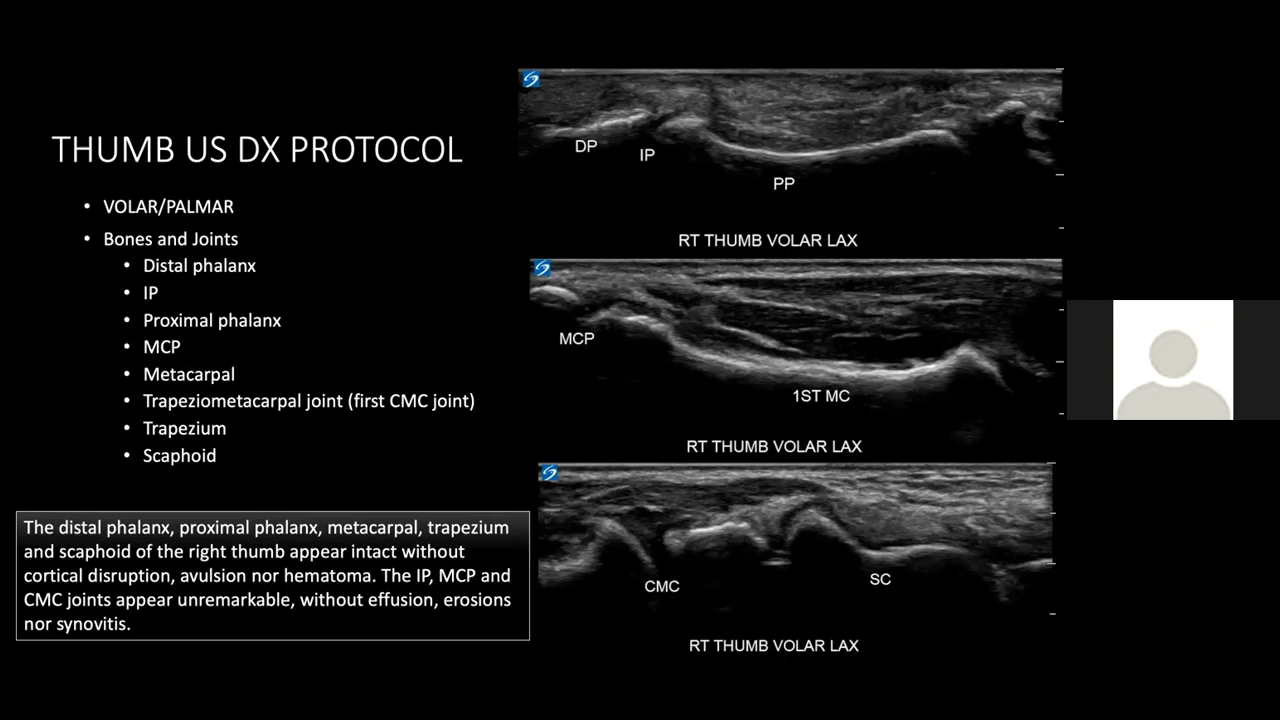 THUMB US DX PROTOCOL
• VOLAR/PALMAR
• Bones and Joints
• Distal phalanx
• IP
• Proximal phalanx
• MCP
• Metacarpal
• Trapeziometacarpal joint (first CMC joint)
• Trapezium
• Scaphoid
The distal phalanx, proximal phalanx, metacarpal, trapezium
and scaphoid of the right thumb appear intact without
cortical disruption, avulsion nor hematoma. The IP, MCP and
CMC joints appear unremarkable, without effusion, erosions
nor synovitis.
DP
IP
PP
RT THUMB VOLAR LAX
MCP
1ST MC
RT THUMB VOLAR LAX
CMC
SC
RT THUMB VOLAR LAX